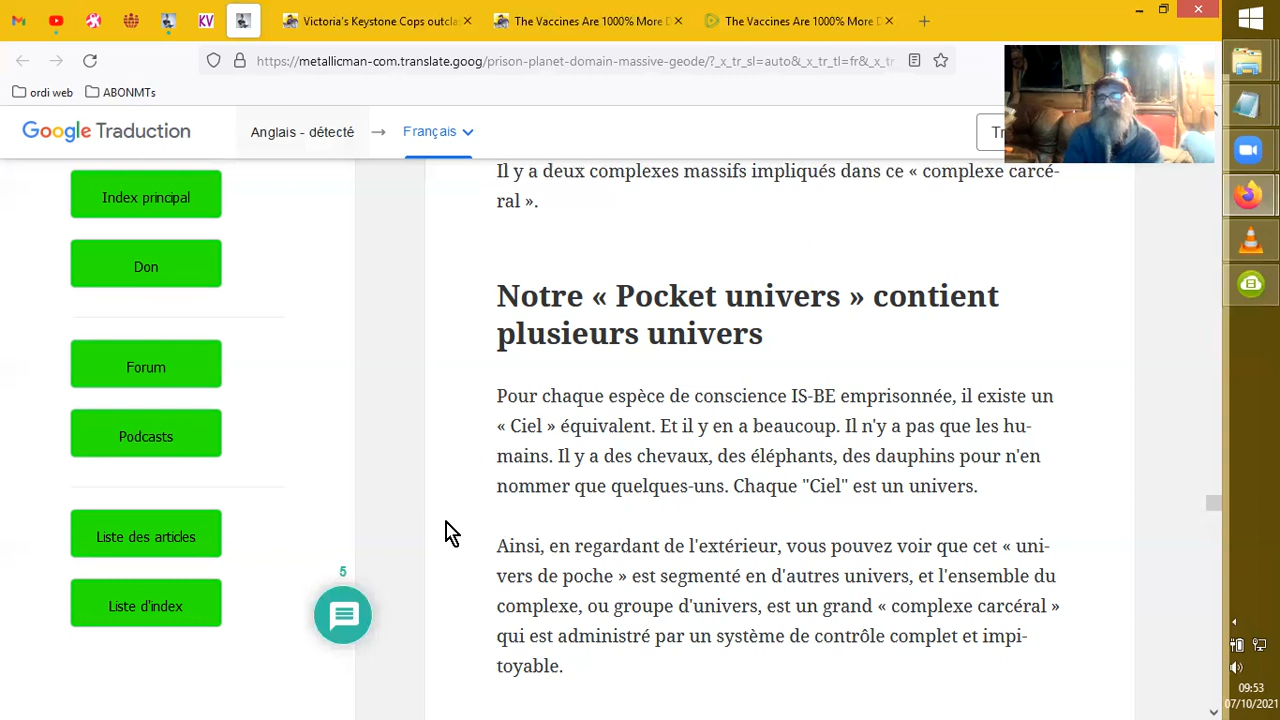 KV
Victoria's Keystone Cops outcla
The Vaccines Are 1000% More D
The Vaccines Are 1000% More D
https://metallicman-com.translate.goog/prison-planet-domain-massive-geode/?_x_tr_sl=auto&_x_tr_tl=fr&_x_tr
ordi web
ABONMTs
Google Traduction
Anglais - détecté
Français
Tr
Index principal
Don
Forum
Podcasts
Liste des articles
Liste d'index
5
Il y a deux complexes massifs impliqués dans ce « complexe carcé-
ral ».
Notre « Pocket univers » contient
plusieurs univers
Pour chaque espèce de conscience IS-BE emprisonnée, il existe un
« Ciel » équivalent. Et il y en a beaucoup. Il n'y a pas que les hu-
mains. Il y a des chevaux, des éléphants, des dauphins pour n'en
nommer que quelques-uns. Chaque "Ciel" est un univers.
Ainsi, en regardant de l'extérieur, vous pouvez voir que cet « uni-
vers de poche » est segmenté en d'autres univers, et l'ensemble du
complexe, ou groupe d'univers, est un grand « complexe carcéral »
qui est administré par un système de contrôle complet et impi-
toyable.
09:53
07/10/2021